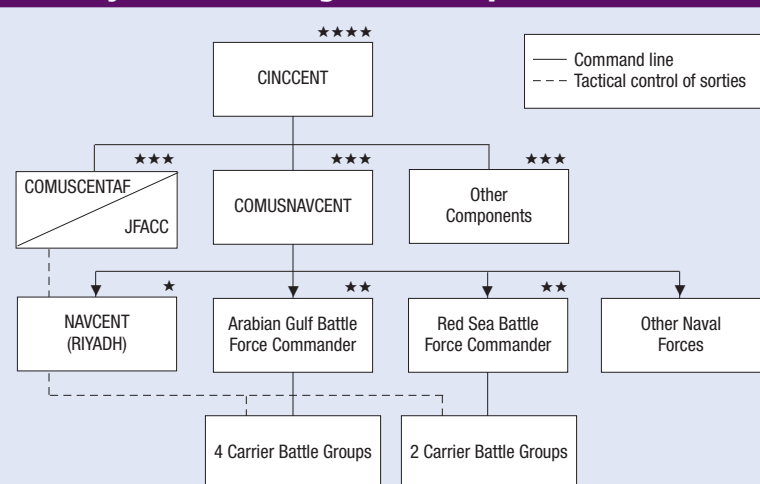 ★★★★
CINCCENT
Command line
Tactical control of sorties
★★★
★★★
★★★
COMUSCENTAF
JFACC
COMUSNAVCENT
Other
Components
★
★★
★★
NAVCENT
(RIYADH)
Arabian Gulf Battle
Force Commander
Red Sea Battle
Force Commander
Other Naval
Forces
4 Carrier Battle Groups
2 Carrier Battle Groups